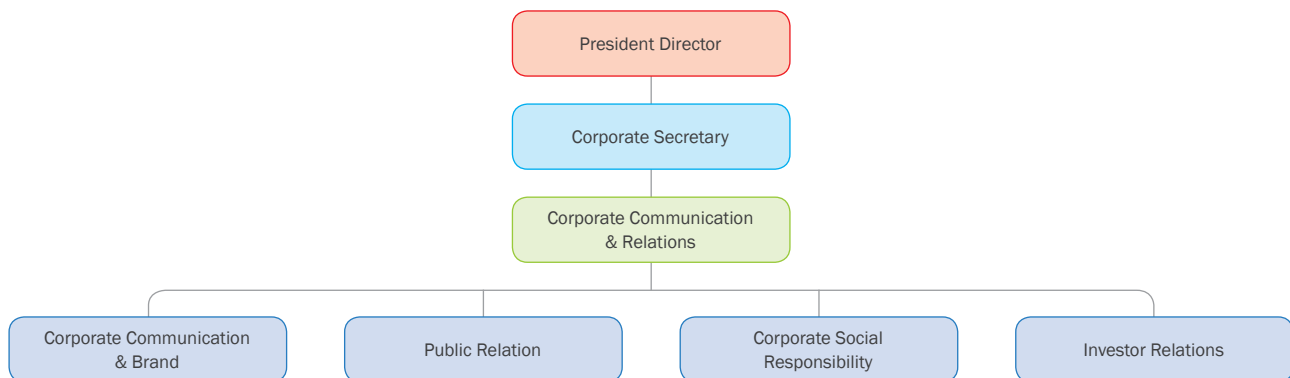 President Director
Corporate Secretary
Corporate Communication
& Relations
Corporate Communication
& Brand
Public Relation
Corporate Social
Responsibility
Investor Relations